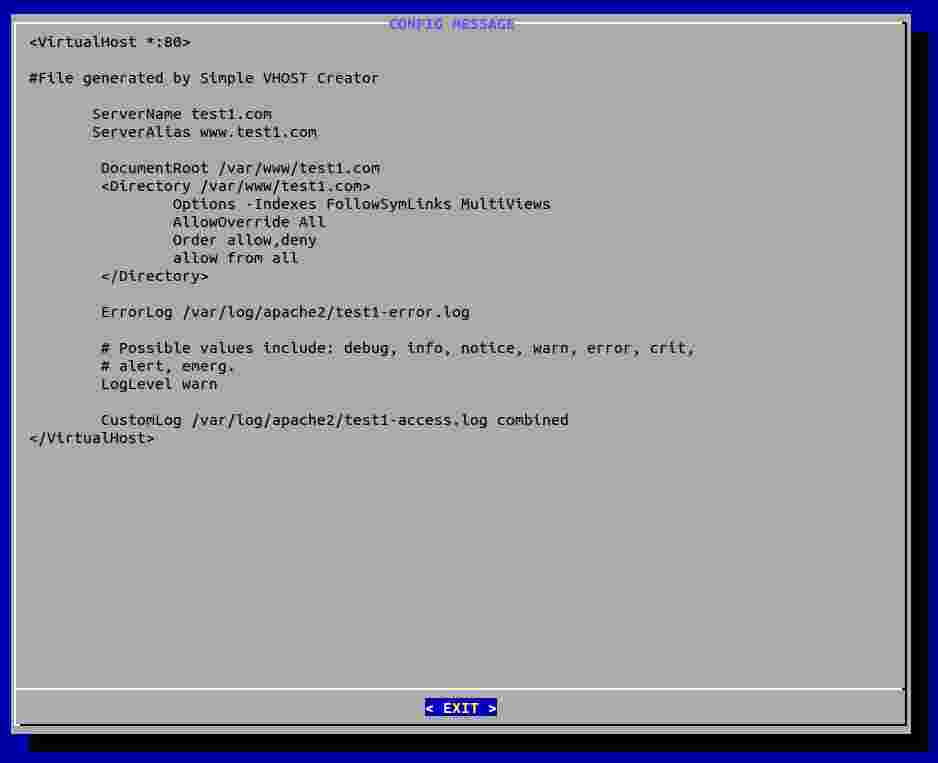 CONFIG MESSAGE
<VirtualHost *:80>
#File generated by Simple VHOST Creator
ServerName test1.com
ServerAlias www.test1.com
DocumentRoot /var/www/test1.com
<Directory /var/www/test1.com>
Options -Indexes FollowSymLinks MultiViews
AllowOverride All
Order allow,deny
allow from all
</Directory>
ErrorLog /var/log/apache2/test1-error.log
# Possible values include: debug, info, notice, warn, error, crit,
# alert, emerg.
LogLevel warn
CustomLog /var/log/apache2/test1-access.log combined
</VirtualHost>
< EXIT >